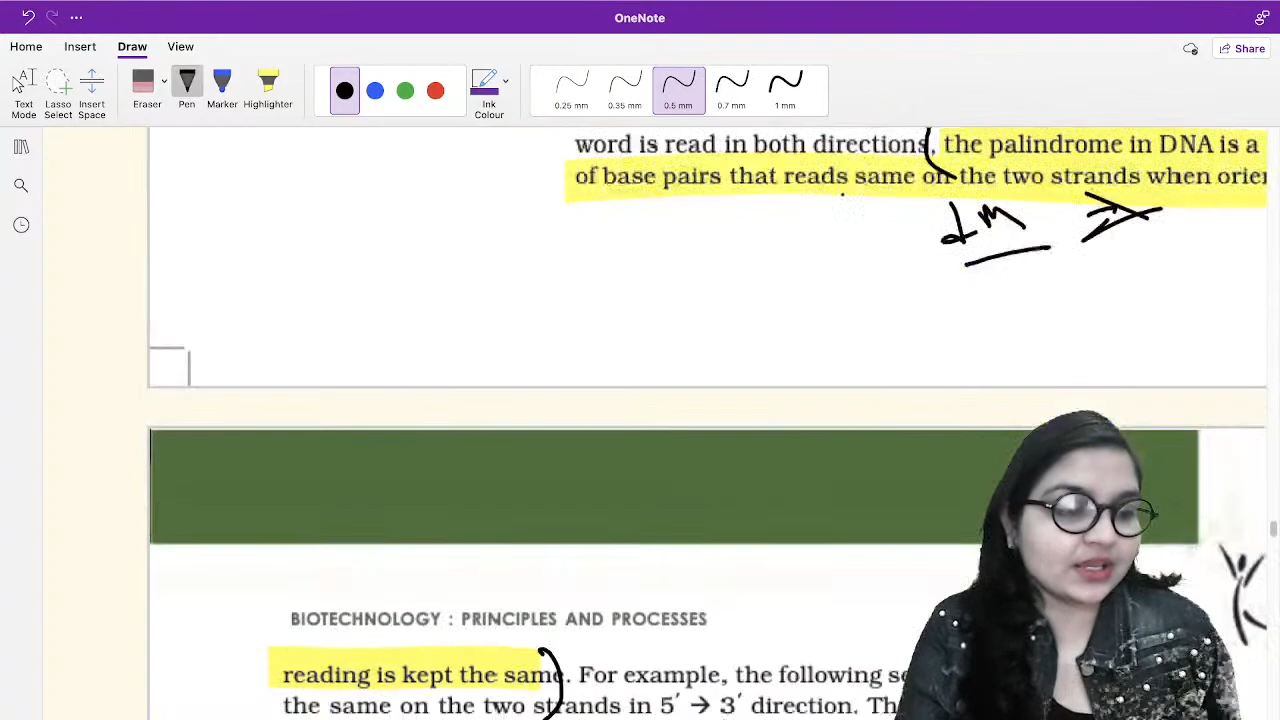 OneNote
Home Insert Draw View
Share
Text Mode
Lasso Select
Insert Space
Eraser
Pen
Marker
Highlighter
Ink Colour
0.25 mm
0.35 mm
0.5 mm
0.7 mm
1 mm
word is read in both directions, the palindrome in DNA is a
of base pairs that reads same on the two strands when orien
BIOTECHNOLOGY : PRINCIPLES AND PROCESSES
reading is kept the same. For example, the following se
the same on the two strands in 5′ → 3′ direction. Th